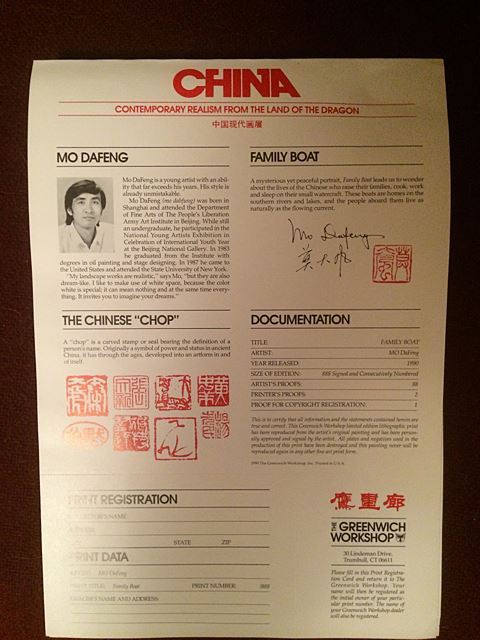 CHINA
CONTEMPORARY REALISM FROM THE LAND OF THE DRAGON
中国现代画展
MO DAFENG
Mo DaFeng is a young artist with an abil-
ity that far exceeds his years. His style is
already unmistakable.
Mo DaFeng (mo dahfung) was born in
Shanghai and attended the Department
of Fine Arts of The People's Liberation
Army Art Institute in Beijing. While still
an undergraduate, he participated in the
National Young Artists Exhibition in
Celebration of International Youth Year
at the Beijing National Gallery. In 1983
he graduated from the Institute with
degrees in oil painting and stage designing. In 1987 he came to
the United States and attended the State University of New York.
"My landscape works are realistic," says Mo, "but they are also
dream-like. I like to make use of white space, because the color
white is special; it can mean nothing and at the same time every-
thing. It invites you to imagine your dreams."
FAMILY BOAT
A mysterious yet peaceful portrait, Family Boat leads us to wonder
about the lives of the Chinese who raise their families, cook, work
and sleep on their small watercraft. These boats are homes on the
southern rivers and lakes, and the people aboard them live as
naturally as the flowing current.
Mo Dafeng
莫大风
THE CHINESE "CHOP"
A "chop" is a carved stamp or seal bearing the definition of a
person's name. Originally a symbol of power and status in ancient
China, it has through the ages, developed into an artform in and
of itself.
DOCUMENTATION
TITLE: FAMILY BOAT
ARTIST: MO DaFeng
YEAR RELEASED: 1990
SIZE OF EDITION: 888 Signed and Consecutively Numbered
ARTIST'S PROOFS: 88
PRINTER'S PROOFS: 2
PROOF FOR COPYRIGHT REGISTRATION: 1
This is to certify that all information and the statements contained herein are
true and correct. This Greenwich Workshop limited edition lithographic print
has been reproduced from the artist's original painting and has been person-
ally approved and signed by the artist. All plates and negatives used in the
production of this print have been destroyed and this painting never will be
reproduced again in any other fine art print form.
1990 The Greenwich Workshop, Inc. Printed in U.S.A.
PRINT REGISTRATION
NAME
STATE ZIP
PRINT DATA
MO DaFeng
TITLE: Family Boat PRINT NUMBER: /888
NAME AND ADDRESS:
THE GREENWICH
WORKSHOP
30 Lindeman Drive,
Trumbull, CT 06611
Please fill in this Print Registra-
tion Card and return it to The
Greenwich Workshop. Your
name will then be registered as
the initial owner of your particu-
lar print number. The name of
your Greenwich Workshop dealer
will also be registered.